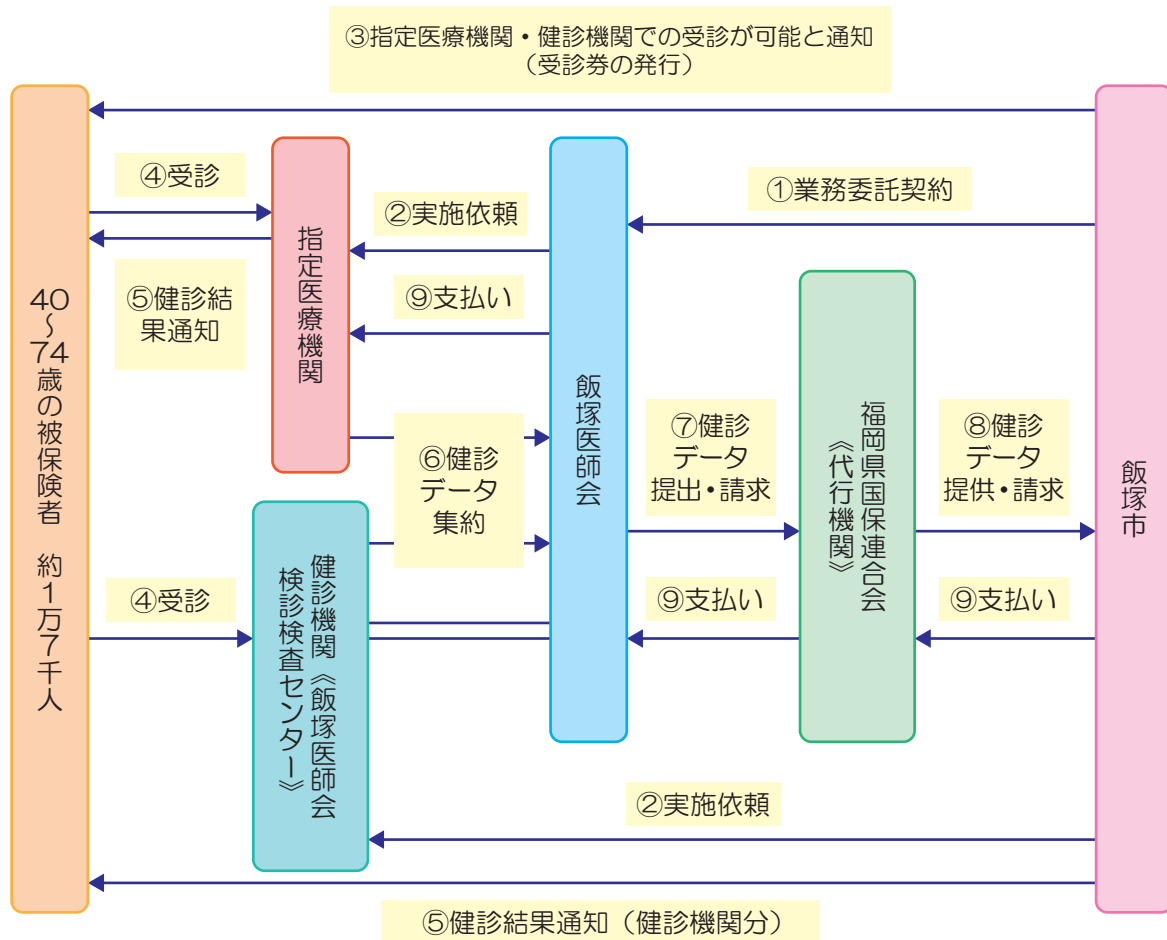 ③指定医療機関・健診機関での受診が可能と通知
（受診券の発行）
④受診
②実施依頼
①業務委託契約
指定医療機関
⑤健診結
果通知
⑨支払い
40～74歳の被保険者　約1万7千人
飯塚医師会
福岡県国保連合会
《代行機関》
飯塚市
⑥健診
データ
集約
⑦健診
データ
提出・請求
⑧健診
データ
提供・請求
④受診
健診機関《飯塚医師会
検診検査センター》
⑨支払い
⑨支払い
②実施依頼
⑤健診結果通知（健診機関分）